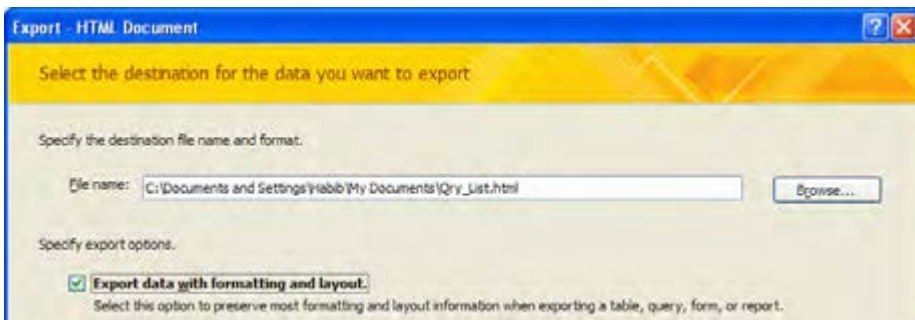 Export - HTML Document
Select the destination for the data you want to export
Specify the destination file name and format.
File name: C:\Documents and Settings\Habib\My Documents\Qry_List.html Browse...
Specify export options.
Export data with formatting and layout.
Select this option to preserve most formatting and layout information when exporting a table, query, form, or report.